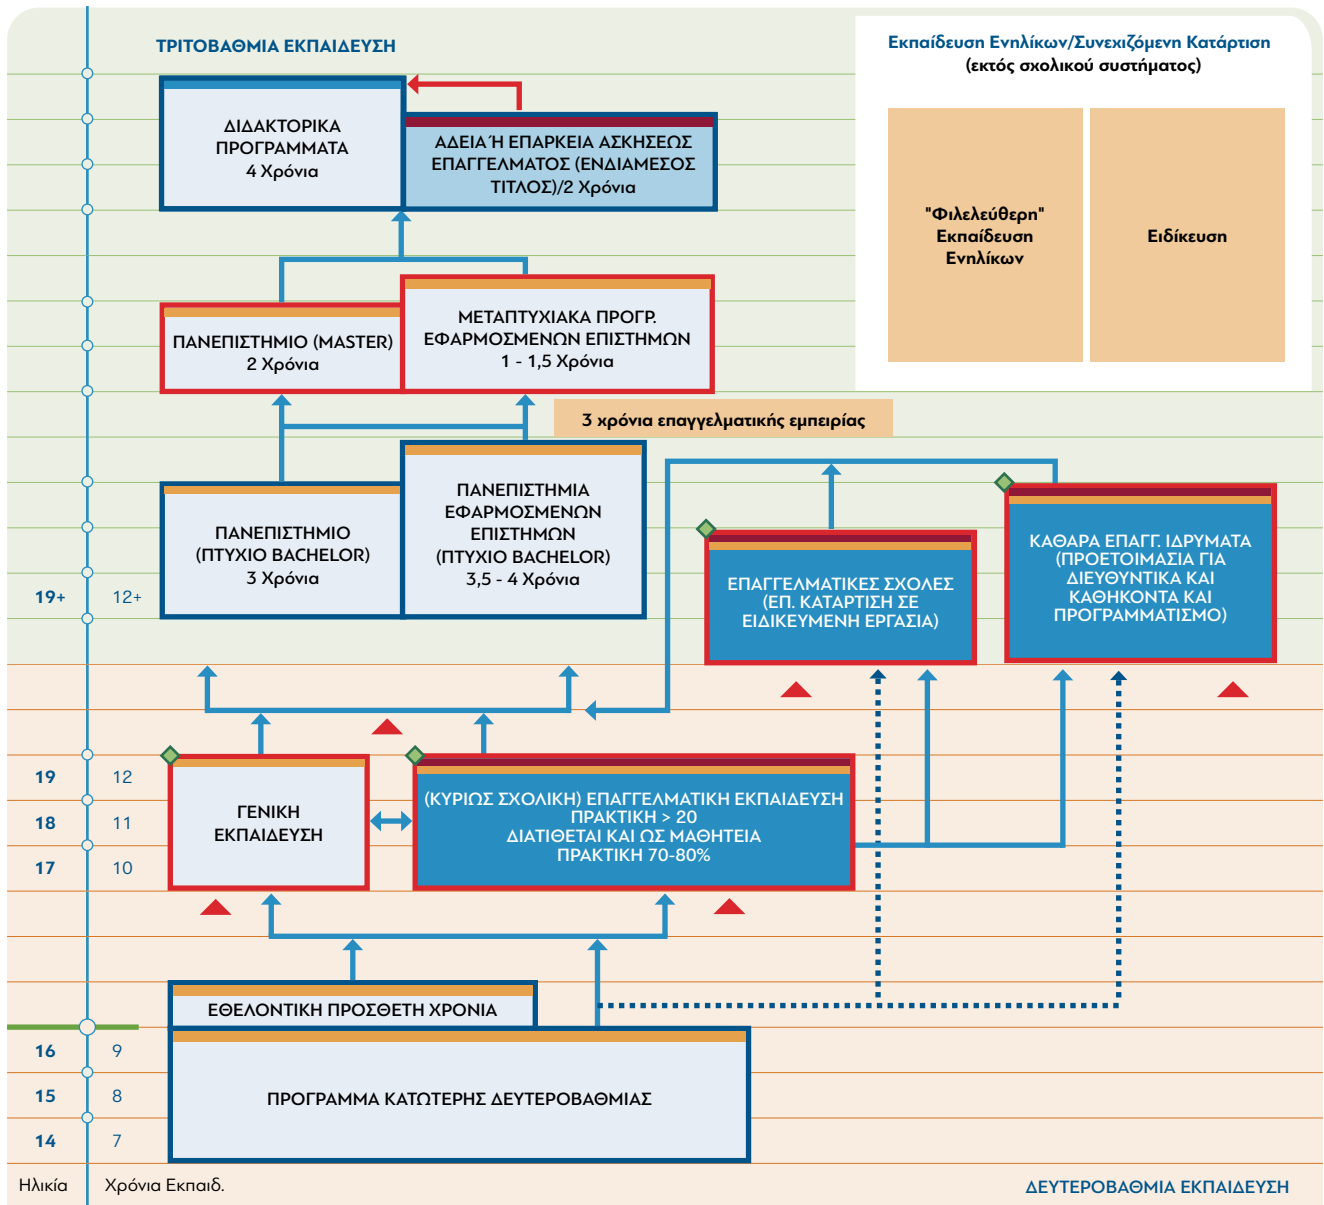 ΤΡΙΤΟΒΑΘΜΙΑ ΕΚΠΑΙΔΕΥΣΗ
Εκπαίδευση Ενηλίκων/Συνεχιζόμενη Κατάρτιση
(εκτός σχολικού συστήματος)
"Φιλελεύθερη"
Εκπαίδευση
Ενηλίκων
Ειδίκευση
ΔΙΔΑΚΤΟΡΙΚΑ
ΠΡΟΓΡΑΜΜΑΤΑ
4 Χρόνια
ΑΔΕΙΑ Ή ΕΠΑΡΚΕΙΑ ΑΣΚΗΣΕΩΣ
ΕΠΑΓΓΕΛΜΑΤΟΣ (ΕΝΔΙΑΜΕΣΟΣ
ΤΙΤΛΟΣ)/2 Χρόνια
ΠΑΝΕΠΙΣΤΗΜΙΟ (MASTER)
2 Χρόνια
ΜΕΤΑΠΤΥΧΙΑΚΑ ΠΡΟΓΡ.
ΕΦΑΡΜΟΣΜΕΝΩΝ ΕΠΙΣΤΗΜΩΝ
1 - 1,5 Χρόνια
3 χρόνια επαγγελματικής εμπειρίας
ΠΑΝΕΠΙΣΤΗΜΙΟ
(ΠΤΥΧΙΟ BACHELOR)
3 Χρόνια
ΠΑΝΕΠΙΣΤΗΜΙΑ
ΕΦΑΡΜΟΣΜΕΝΩΝ
ΕΠΙΣΤΗΜΩΝ
(ΠΤΥΧΙΟ BACHELOR)
3,5 - 4 Χρόνια
ΕΠΑΓΓΕΛΜΑΤΙΚΕΣ ΣΧΟΛΕΣ
(ΕΠ. ΚΑΤΑΡΤΙΣΗ ΣΕ
ΕΙΔΙΚΕΥΜΕΝΗ ΕΡΓΑΣΙΑ)
ΚΑΘΑΡΑ ΕΠΑΓΓ. ΙΔΡΥΜΑΤΑ
(ΠΡΟΕΤΟΙΜΑΣΙΑ ΓΙΑ
ΔΙΕΥΘΥΝΤΙΚΑ ΚΑΙ
ΚΑΘΗΚΟΝΤΑ ΚΑΙ
ΠΡΟΓΡΑΜΜΑΤΙΣΜΟ)
19+ 12+
19 12
18 11
17 10
ΓΕΝΙΚΗ
ΕΚΠΑΙΔΕΥΣΗ
(ΚΥΡΙΩΣ ΣΧΟΛΙΚΗ) ΕΠΑΓΓΕΛΜΑΤΙΚΗ ΕΚΠΑΙΔΕΥΣΗ
ΠΡΑΚΤΙΚΗ > 20
ΔΙΑΤΙΘΕΤΑΙ ΚΑΙ ΩΣ ΜΑΘΗΤΕΙΑ
ΠΡΑΚΤΙΚΗ 70-80%
ΕΘΕΛΟΝΤΙΚΗ ΠΡΟΣΘΕΤΗ ΧΡΟΝΙΑ
16 9
15 8
14 7
ΠΡΟΓΡΑΜΜΑ ΚΑΤΩΤΕΡΗΣ ΔΕΥΤΕΡΟΒΑΘΜΙΑΣ
Ηλικία Χρόνια Εκπαιδ.
ΔΕΥΤΕΡΟΒΑΘΜΙΑ ΕΚΠΑΙΔΕΥΣΗ